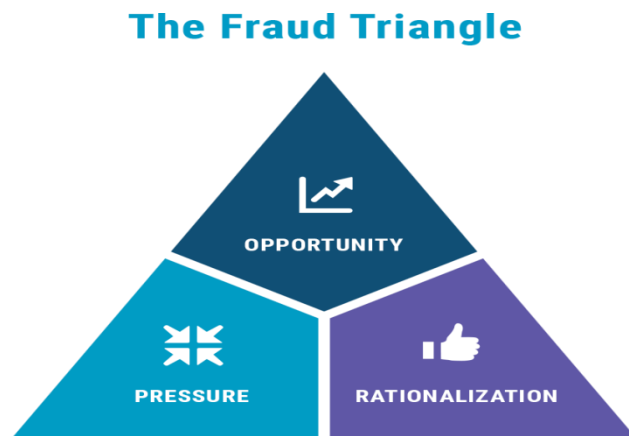 The Fraud Triangle
OPPORTUNITY
PRESSURE
RATIONALIZATION